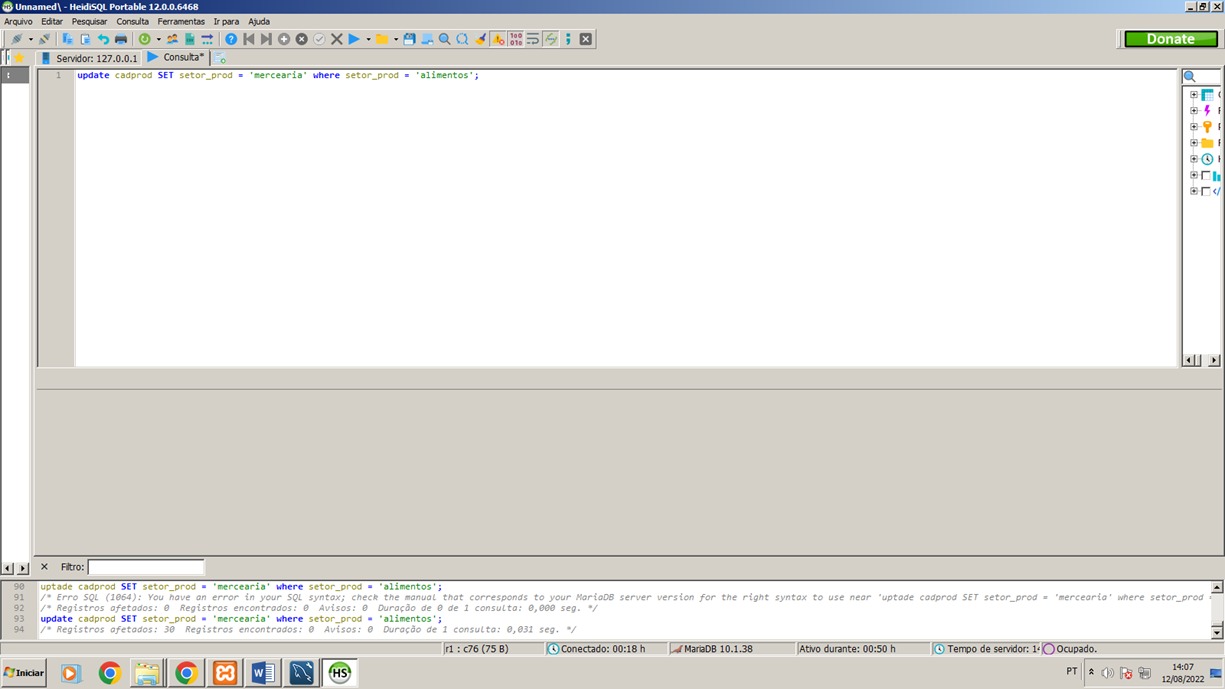 Unnamed\ - HeidiSQL Portable 12.0.0.6468
Arquivo Editar Pesquisar Consulta Ferramentas Ir para Ajuda
Donate
Servidor: 127.0.0.1 Consulta*
1 update cadprod SET setor_prod = 'mercearia' where setor_prod = 'alimentos';
Filtro:
90 uptade cadprod SET setor_prod = 'mercearia' where setor_prod = 'alimentos';
91 /* Erro SQL (1064): You have an error in your SQL syntax; check the manual that corresponds to your MariaDB server version for the right syntax to use near 'uptade cadprod SET setor_prod = 'mercearia' where setor_prod =
92 /* Registros afetados: 0 Registros encontrados: 0 Avisos: 0 Duração de 0 de 1 consulta: 0,000 seg. */
93 update cadprod SET setor_prod = 'mercearia' where setor_prod = 'alimentos';
94 /* Registros afetados: 30 Registros encontrados: 0 Avisos: 0 Duração de 1 consulta: 0,031 seg. */
r1 : c76 (75 B) Conectado: 00:18 h MariaDB 10.1.38 Ativo durante: 00:50 h Tempo de servidor: 14 Ocupado.
Iniciar HS PT 14:07
12/08/2022